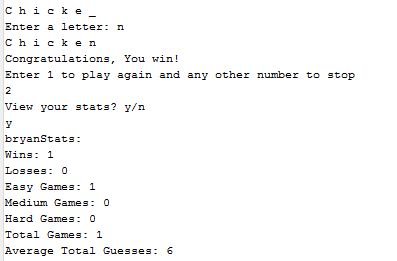 C h i c k e _
Enter a letter: n
C h i c k e n
Congratulations, You win!
Enter 1 to play again and any other number to stop
2
View your stats? y/n
y
bryanStats:
Wins: 1
Losses: 0
Easy Games: 1
Medium Games: 0
Hard Games: 0
Total Games: 1
Average Total Guesses: 6